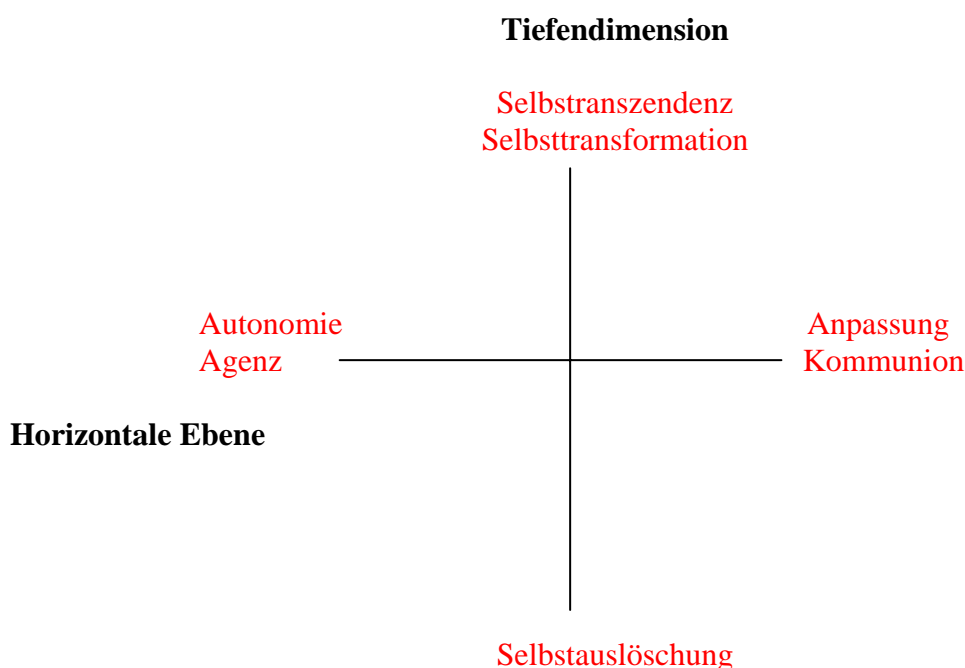 Tiefendimension
Selbstranszendenz
Selbsttransformation
Autonomie
Agenz
Anpassung
Kommunion
Horizontale Ebene
Selbstauslöschung